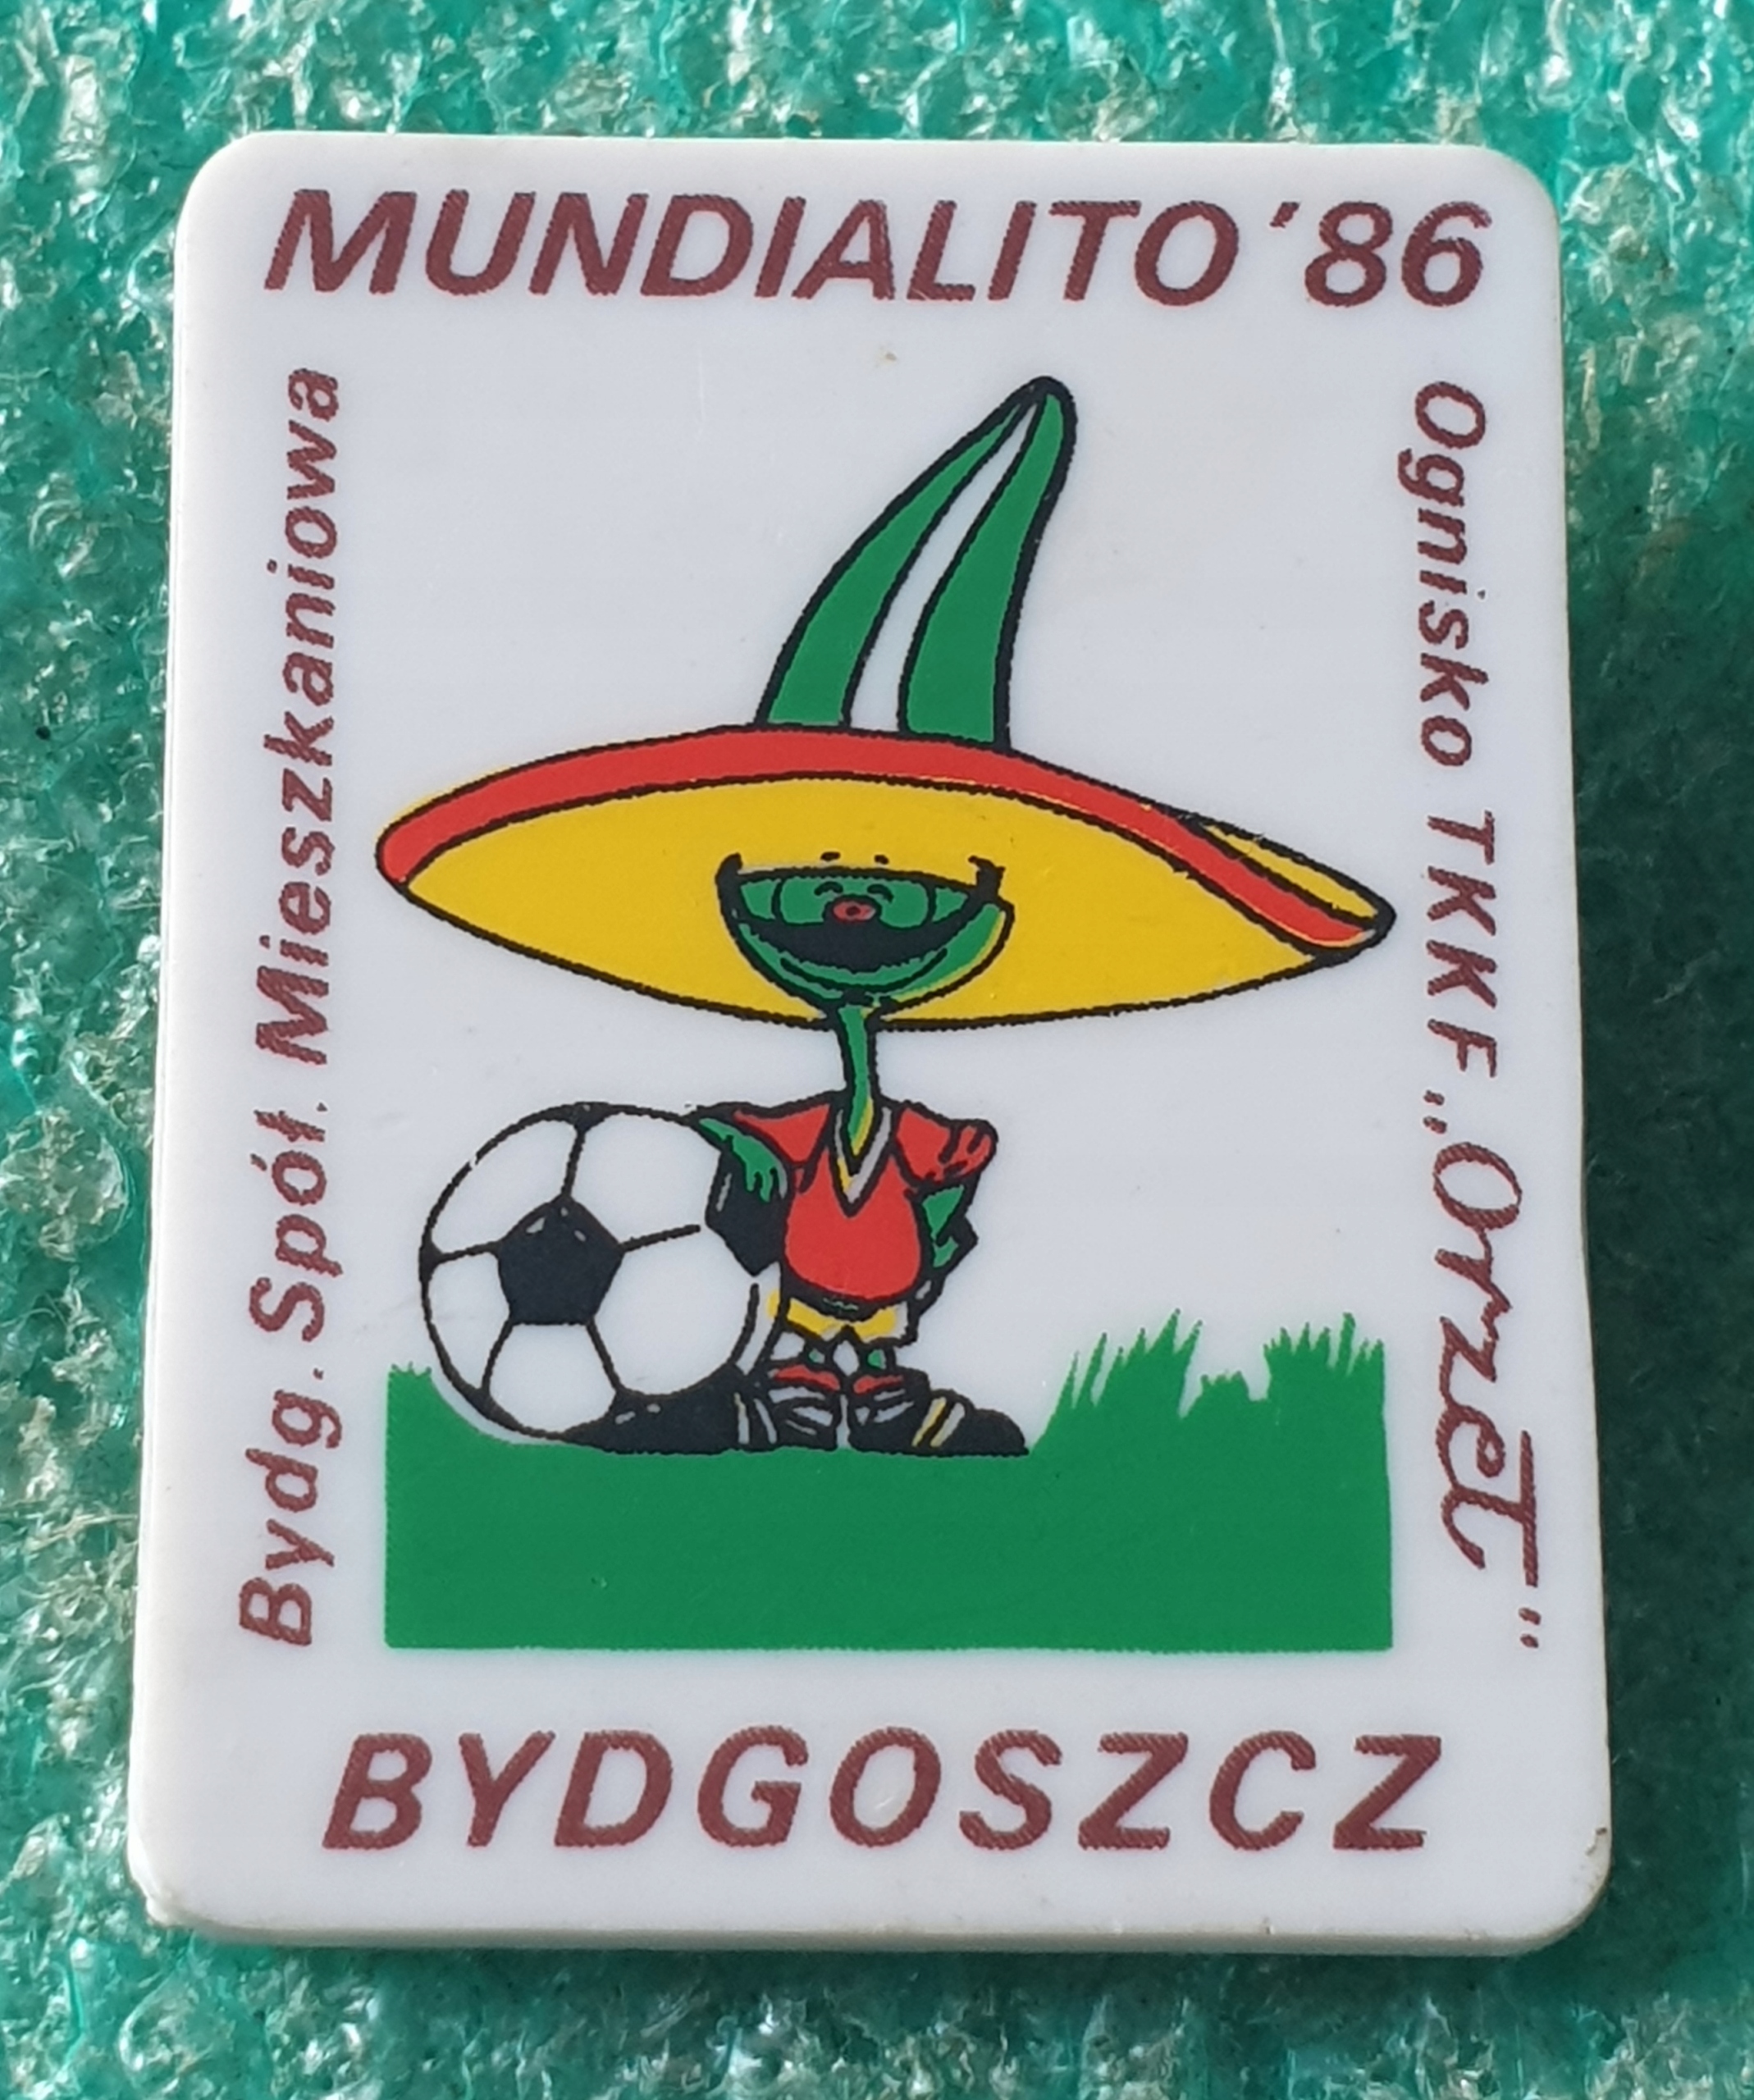 MUNDIALITO '86
Bydg. Spół. Mieszkaniowa
Ognisko TKKF „Orzeł"
BYDGOSZCZ